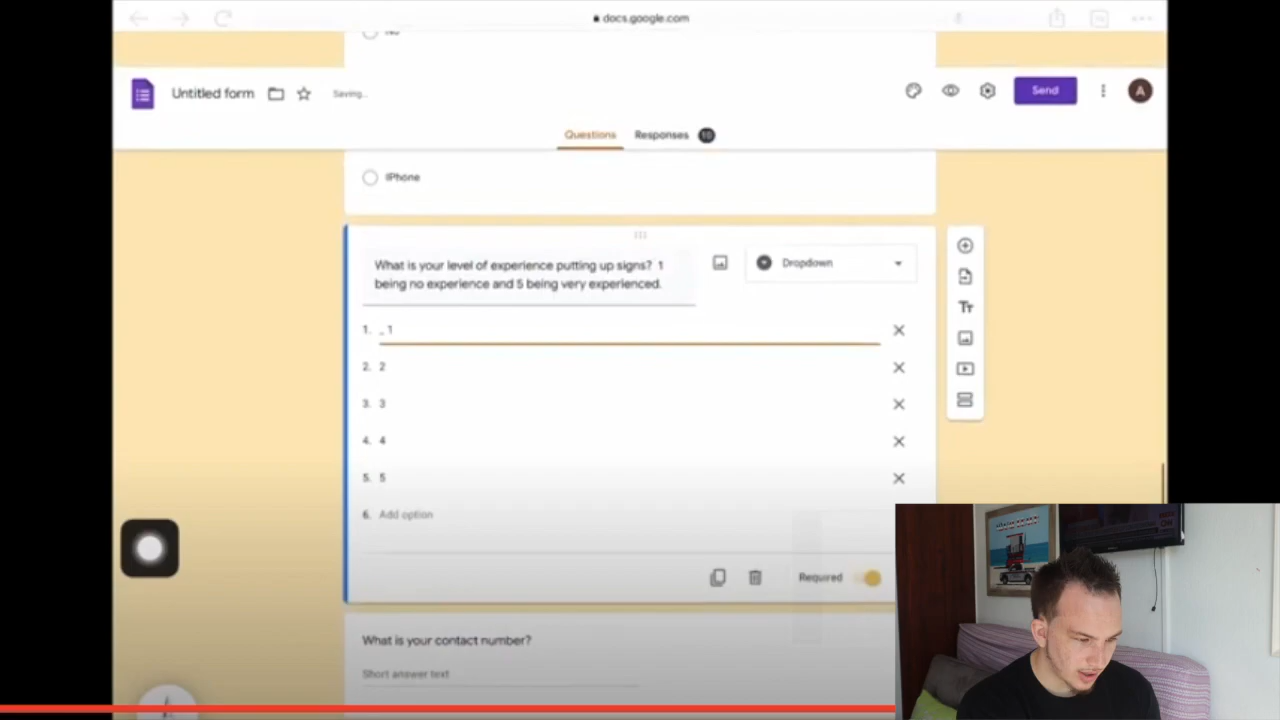 docs.google.com
No
Untitled form
Saving...
Send
A
Questions
Responses
10
iPhone
What is your level of experience putting up signs? 1
being no experience and 5 being very experienced.
Dropdown
1. _ 1
2. 2
3. 3
4. 4
5. 5
6. Add option
Required
What is your contact number?
Short answer text